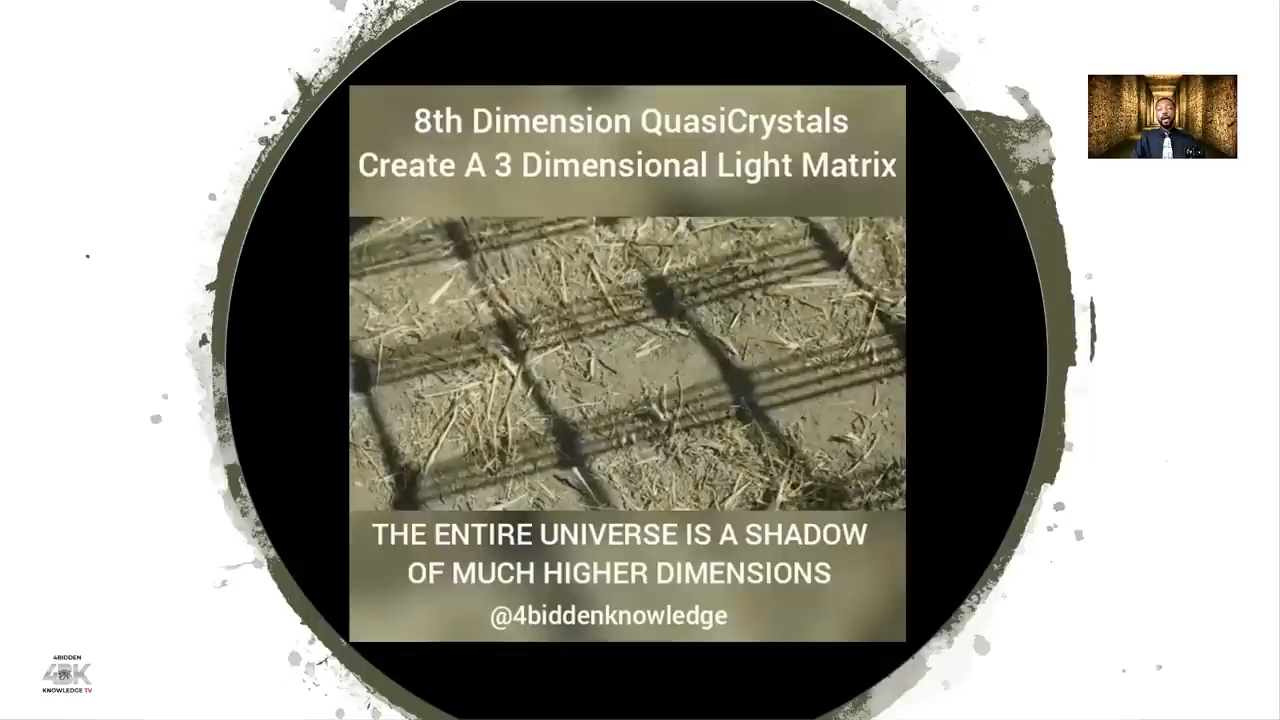 8th Dimension QuasiCrystals
Create A 3 Dimensional Light Matrix
THE ENTIRE UNIVERSE IS A SHADOW
OF MUCH HIGHER DIMENSIONS
@4biddenknowledge
4BIDDEN
4BK
KNOWLEDGE TV